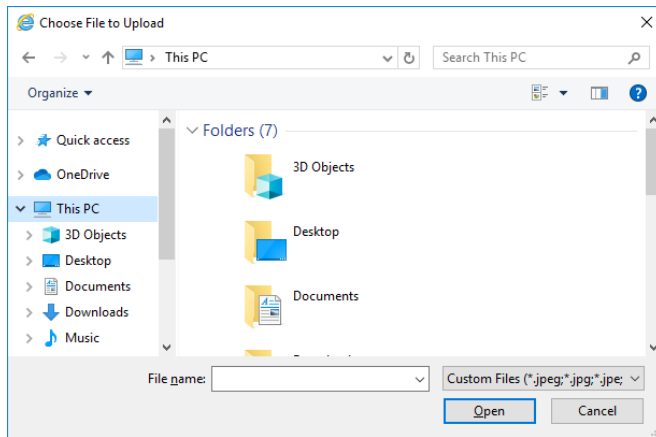 Choose File to Upload
This PC
Search This PC
Organize
Quick access
OneDrive
This PC
3D Objects
Desktop
Documents
Downloads
Music
Folders (7)
3D Objects
Desktop
Documents
File name:
Custom Files (*.jpeg;*.jpg;*.jpe;
Open
Cancel